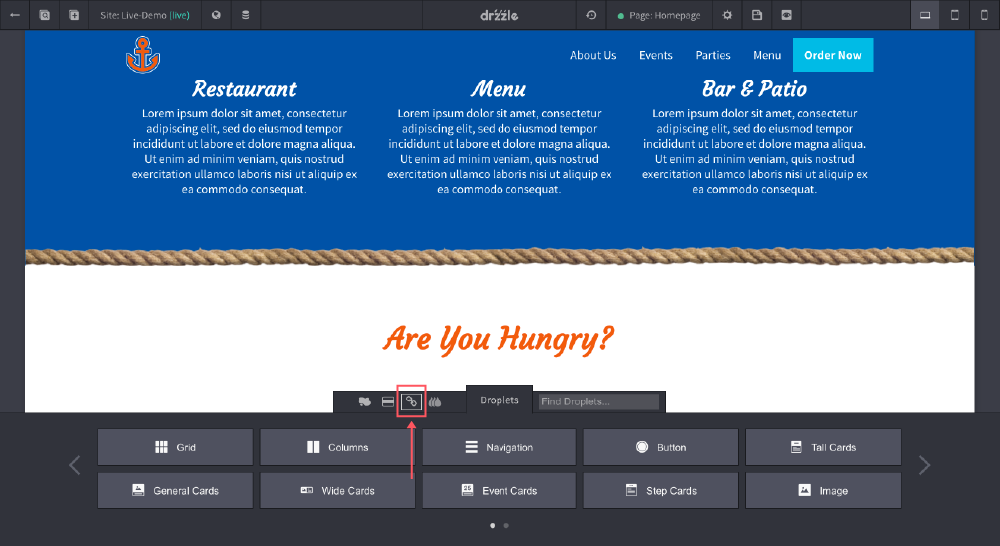 Site: Live-Demo (live)
drzzle
Page: Homepage
About Us
Events
Parties
Menu
Order Now
Restaurant
Lorem ipsum dolor sit amet, consectetur
adipiscing elit, sed do eiusmod tempor
incididunt ut labore et dolore magna aliqua.
Ut enim ad minim veniam, quis nostrud
exercitation ullamco laboris nisi ut aliquip ex
ea commodo consequat.
Menu
Lorem ipsum dolor sit amet, consectetur
adipiscing elit, sed do eiusmod tempor
incididunt ut labore et dolore magna aliqua.
Ut enim ad minim veniam, quis nostrud
exercitation ullamco laboris nisi ut aliquip ex
ea commodo consequat.
Bar & Patio
Lorem ipsum dolor sit amet, consectetur
adipiscing elit, sed do eiusmod tempor
incididunt ut labore et dolore magna aliqua.
Ut enim ad minim veniam, quis nostrud
exercitation ullamco laboris nisi ut aliquip ex
ea commodo consequat.
Are You Hungry?
Droplets
Find Droplets...
Grid
Columns
Navigation
Button
Tall Cards
General Cards
Wide Cards
25
Event Cards
Step Cards
Image